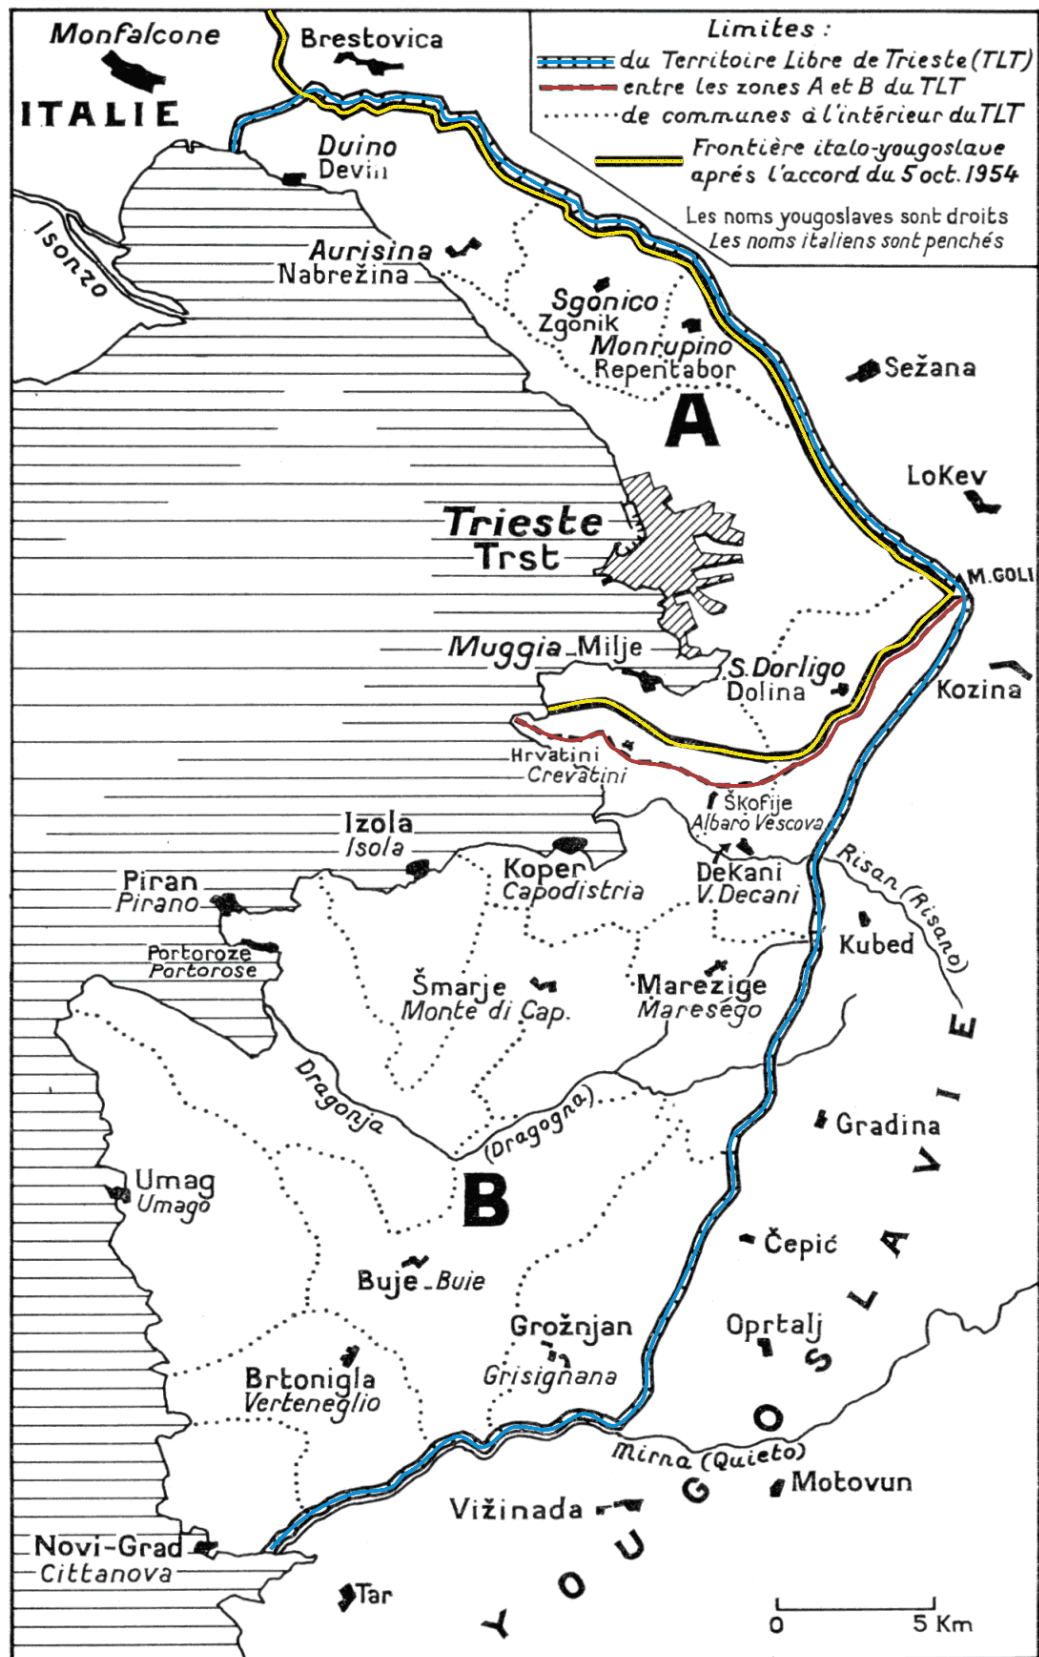 Limites :
du Territoire Libre de Trieste (TLT)
entre les zones A et B du TLT
de communes à l'intérieur du TLT
Frontière italo-yougoslave
aprés l'accord du 5 oct. 1954
Les noms yougoslaves sont droits
Les noms italiens sont penchés
Monfalcone
Brestovica
ITALIE
Duino
Devin
Isonzo
Aurisina
Nabrežina
Sgonico
Zgonik
Monrupino
Repentabor
Sežana
A
Lokev
Trieste
Trst
M. GOLI
Muggia - Milje
S. Dorligo
Dolina
Kozina
Hrvatini
Crevatini
Škofije
Albaro Vescova
Izola
Isola
Koper
Capodistria
Dekani
V. Decani
Risan (Risano)
Piran
Pirano
Kubed
Portorože
Portorose
Šmarje
Monte di Cap.
Marezige
Maresego
Dragonja
(Dragogna)
Gradina
Umag
Umago
B
Čepić
Buje - Buie
Grožnjan
Grisignana
Oprtalj
Brtonigla
Verteneglio
Mirna (Quieto)
Motovun
Vižinada
Novi-Grad
Cittanova
Tar
YOUGOSLAVIE
0 5 Km